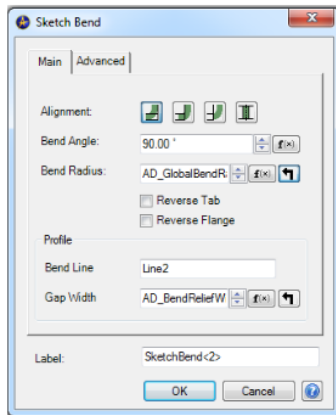 Sketch Bend
Main Advanced
Alignment:
Bend Angle: 90.00 ° f(x)
Bend Radius: AD_GlobalBendR f(x)
Reverse Tab
Reverse Flange
Profile
Bend Line Line2
Gap Width AD_BendReliefW f(x)
Label: SketchBend<2>
OK Cancel